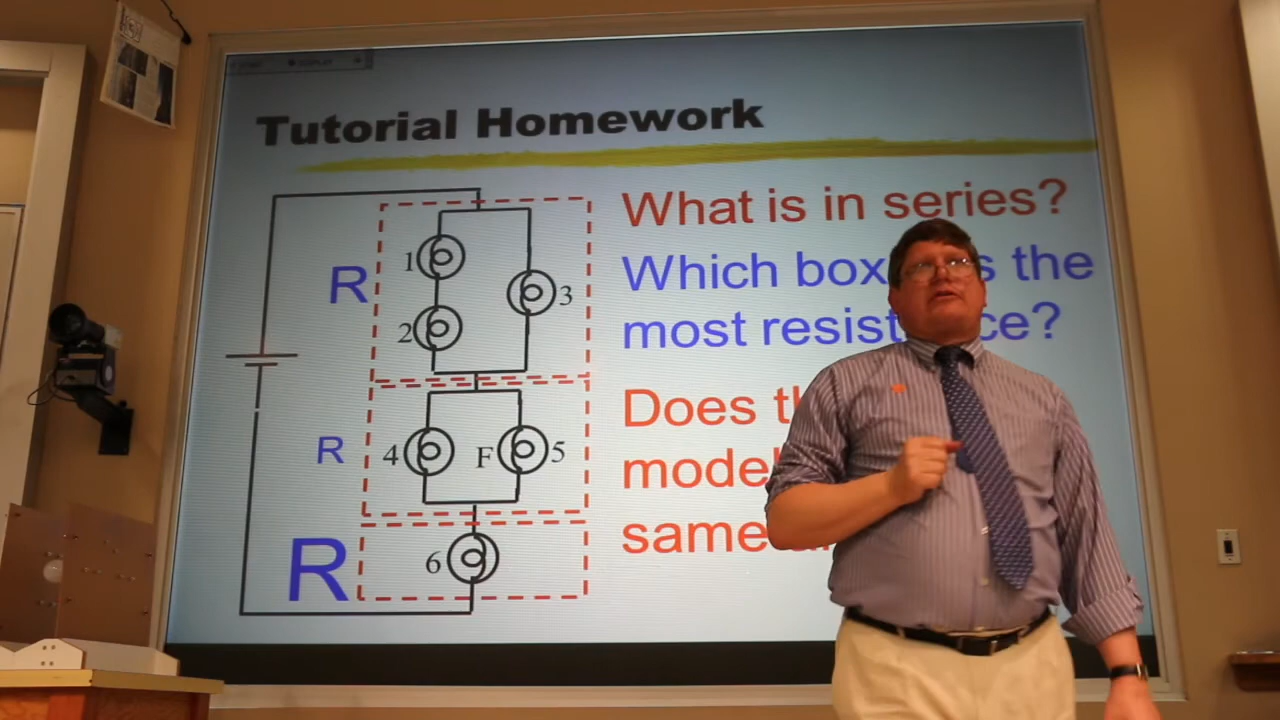 DISPLAY
Tutorial Homework
What is in series?
Which box the
most resist ce?
Does
model
same
R
1
2
3
R
4
F
5
R
6